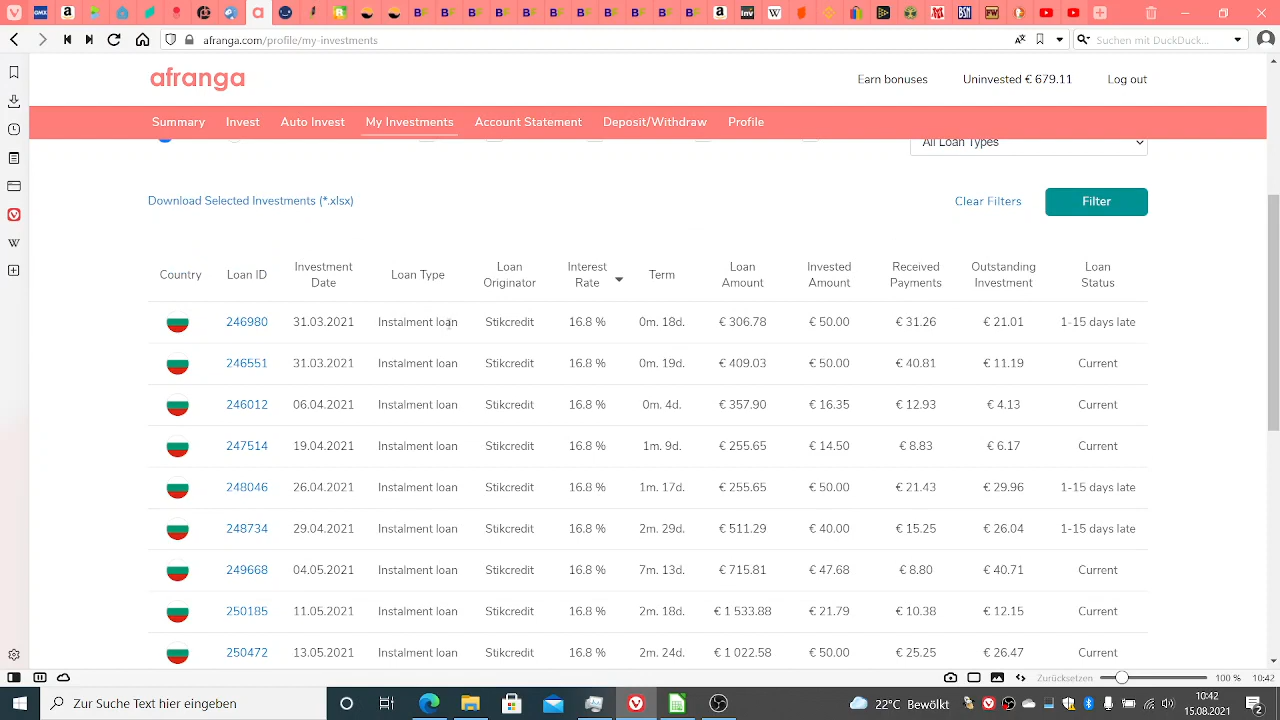 afranga.com/profile/my-investments
Suchen mit DuckDuck...
afranga
Earn bonuses Uninvested € 679.11 Log out
Summary Invest Auto Invest My Investments Account Statement Deposit/Withdraw Profile
All Loan Types
Download Selected Investments (*.xlsx) Clear Filters Filter
Country Loan ID Investment Date Loan Type Loan Originator Interest Rate Term Loan Amount Invested Amount Received Payments Outstanding Investment Loan Status
246980 31.03.2021 Instalment loan Stikcredit 16.8 % 0m. 18d. € 306.78 € 50.00 € 31.26 € 21.01 1-15 days late
246551 31.03.2021 Instalment loan Stikcredit 16.8 % 0m. 19d. € 409.03 € 50.00 € 40.81 € 11.19 Current
246012 06.04.2021 Instalment loan Stikcredit 16.8 % 0m. 4d. € 357.90 € 16.35 € 12.93 € 4.13 Current
247514 19.04.2021 Instalment loan Stikcredit 16.8 % 1m. 9d. € 255.65 € 14.50 € 8.83 € 6.17 Current
248046 26.04.2021 Instalment loan Stikcredit 16.8 % 1m. 17d. € 255.65 € 50.00 € 21.43 € 29.96 1-15 days late
248734 29.04.2021 Instalment loan Stikcredit 16.8 % 2m. 29d. € 511.29 € 40.00 € 15.25 € 26.04 1-15 days late
249668 04.05.2021 Instalment loan Stikcredit 16.8 % 7m. 13d. € 715.81 € 47.68 € 8.80 € 40.71 Current
250185 11.05.2021 Instalment loan Stikcredit 16.8 % 2m. 18d. € 1 533.88 € 21.79 € 10.38 € 12.15 Current
250472 13.05.2021 Instalment loan Stikcredit 16.8 % 2m. 24d. € 1 022.58 € 50.00 € 25.25 € 26.47 Current
Zurücksetzen 100 % 10:42
Zur Suche Text hier eingeben
22°C Bewölkt
10:42
15.08.2021